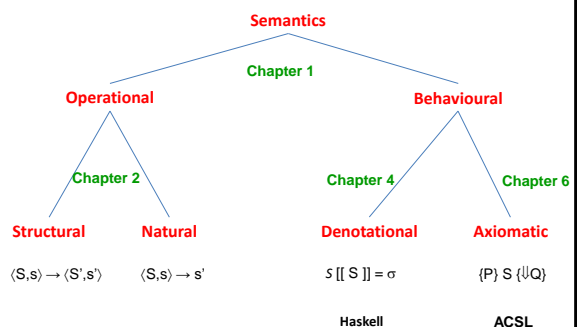 Semantics
Chapter 1
Operational Behavioural
Chapter 2 Chapter 4 Chapter 6
Structural Natural Denotational Axiomatic
⟨S,s⟩ → ⟨S',s'⟩ ⟨S,s⟩ → s' S [[ S ]] = σ {P} S {⇓Q}
Haskell ACSL